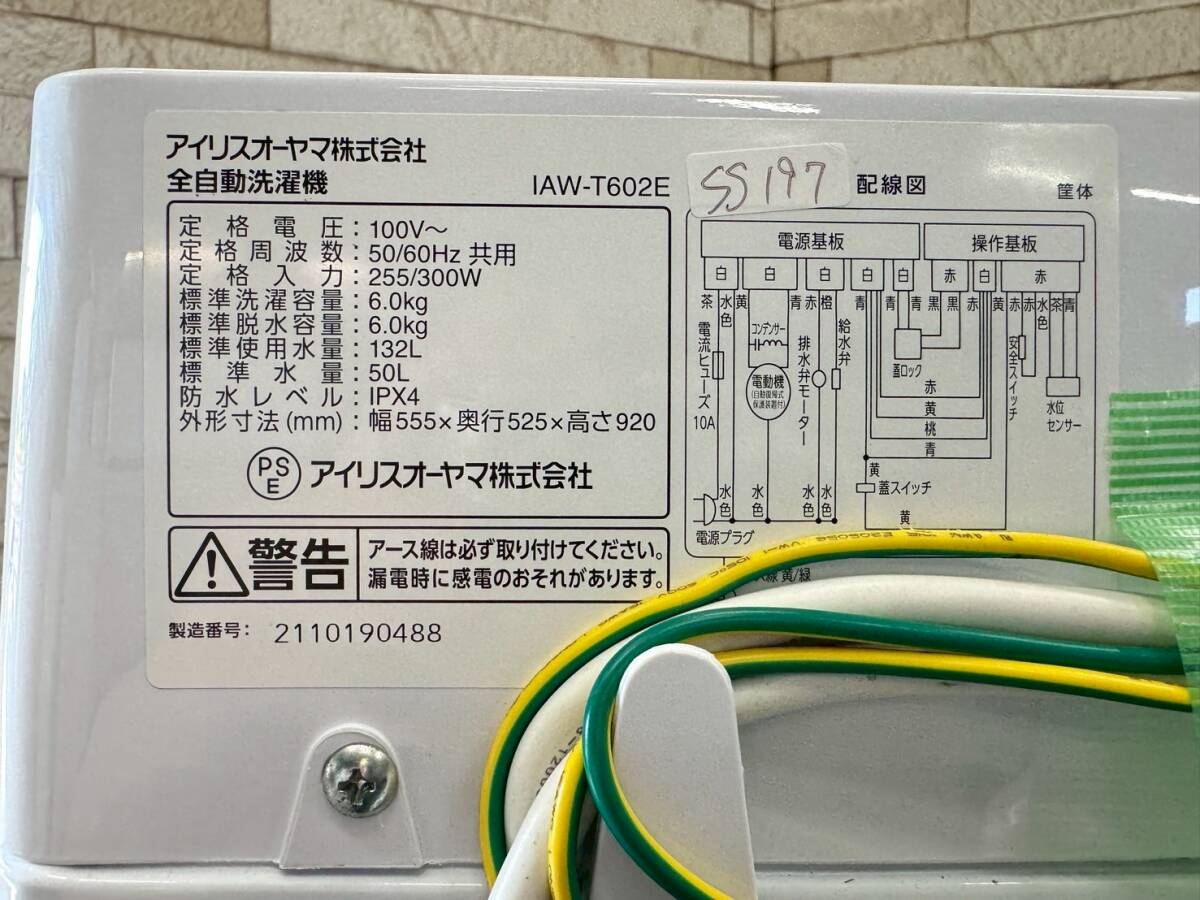 アイリスオーヤマ株式会社
全自動洗濯機 IAW-T602E
定格電圧：100V～
定格周波数：50/60Hz 共用
定格入力：255/300W
標準洗濯容量：6.0kg
標準脱水容量：6.0kg
標準使用水量：132L
標準水量：50L
防水レベル：IPX4
外形寸法(mm)：幅555×奥行525×高さ920
PSE アイリスオーヤマ株式会社
警告
アース線は必ず取り付けてください。
漏電時に感電のおそれがあります。
製造番号： 2110190488
SS197
配線図 筐体
電源基板 操作基板
白 白 白 白 白 赤 白 赤
茶 水色 黄 青 赤 橙 青 青 青 黒 黒 赤 黄 赤 赤 水色 茶 青
電流ヒューズ 10A
コンデンサー
電動機
(自動復帰式
保護装置付)
排水弁モーター
給水弁
蓋ロック
安全スイッチ
水位
センサー
赤
黄
桃
青
黄
蓋スイッチ
黄
水色 水色 水色 水色
電源プラグ
線 黄/緑